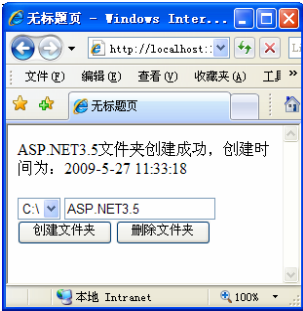 无标题页 - Windows Inter...
http://localhost:
文件(F) 编辑(E) 查看(V) 收藏夹(A) 工具 »
无标题页
ASP.NET3.5文件夹创建成功，创建时
间为：2009-5-27 11:33:18
C:\ ASP.NET3.5
创建文件夹 删除文件夹
本地 Intranet 100%